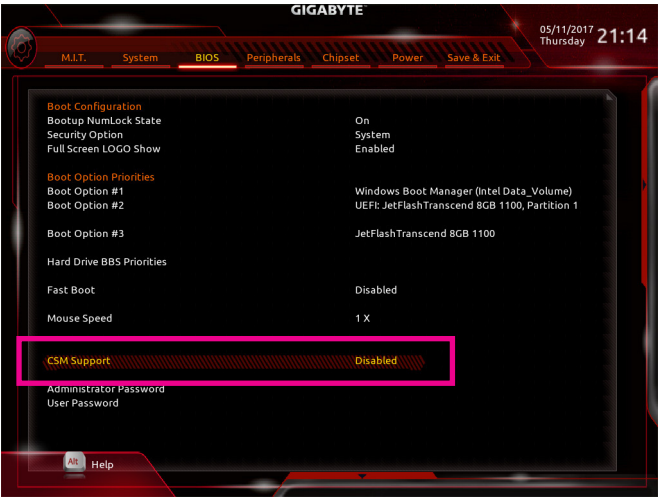 GIGABYTE™
05/11/2017 Thursday 21:14
M.I.T. System BIOS Peripherals Chipset Power Save & Exit
Boot Configuration
Bootup NumLock State On
Security Option System
Full Screen LOGO Show Enabled
Boot Option Priorities
Boot Option #1 Windows Boot Manager (Intel Data_Volume)
Boot Option #2 UEFI: JetFlashTranscend 8GB 1100, Partition 1
Boot Option #3 JetFlashTranscend 8GB 1100
Hard Drive BBS Priorities
Fast Boot Disabled
Mouse Speed 1 X
CSM Support Disabled
Administrator Password
User Password
Alt Help